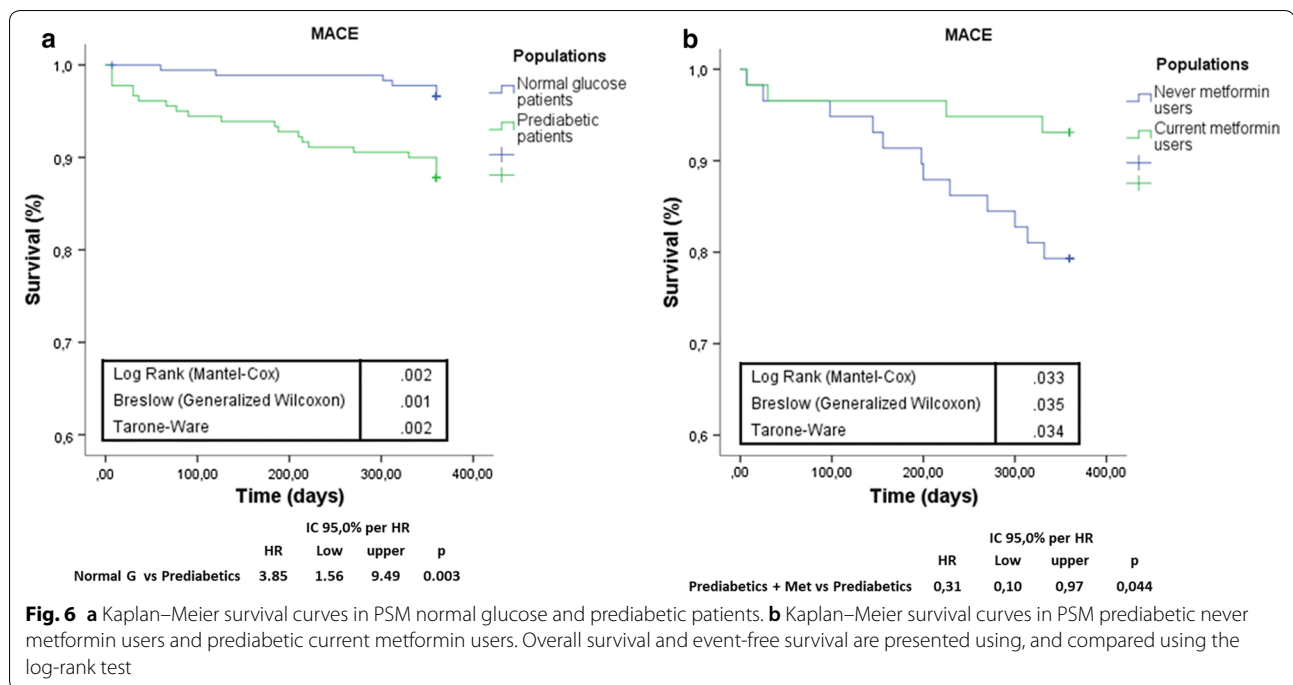 a
MACE
Survival (%)
1,0
0,9
0,8
0,7
0,6
,00 100,00 200,00 300,00 400,00
Time (days)
Populations
Normal glucose
patients
Prediabetic
patients
Log Rank (Mantel-Cox) .002
Breslow (Generalized Wilcoxon) .001
Tarone-Ware .002
IC 95,0% per HR
HR Low upper p
Normal G vs Prediabetics 3.85 1.56 9.49 0.003
b
MACE
Survival (%)
1,0
0,9
0,8
0,7
0,6
,00 100,00 200,00 300,00 400,00
Time (days)
Populations
Never metformin
users
Current metformin
users
Log Rank (Mantel-Cox) .033
Breslow (Generalized Wilcoxon) .035
Tarone-Ware .034
IC 95,0% per HR
HR Low upper p
Prediabetics + Met vs Prediabetics 0,31 0,10 0,97 0,044
Fig. 6 a Kaplan–Meier survival curves in PSM normal glucose and prediabetic patients. b Kaplan–Meier survival curves in PSM prediabetic never
metformin users and prediabetic current metformin users. Overall survival and event-free survival are presented using, and compared using the
log-rank test